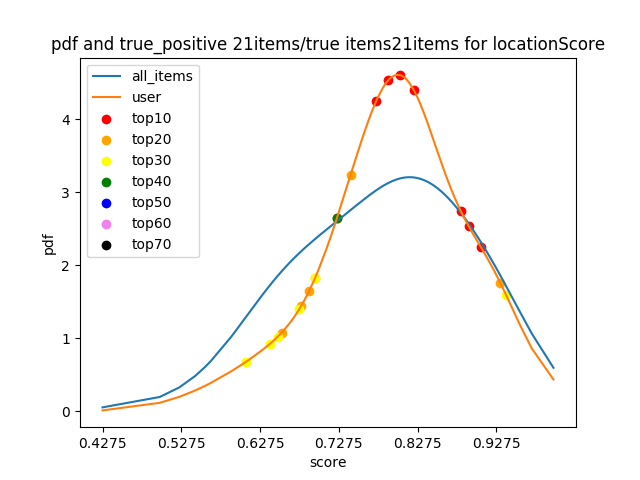 pdf and true_positive 21items/true items21items for locationScore
all_items
user
top10
top20
top30
top40
top50
top60
top70
pdf
4
3
2
1
0
0.4275 0.5275 0.6275 0.7275 0.8275 0.9275
score